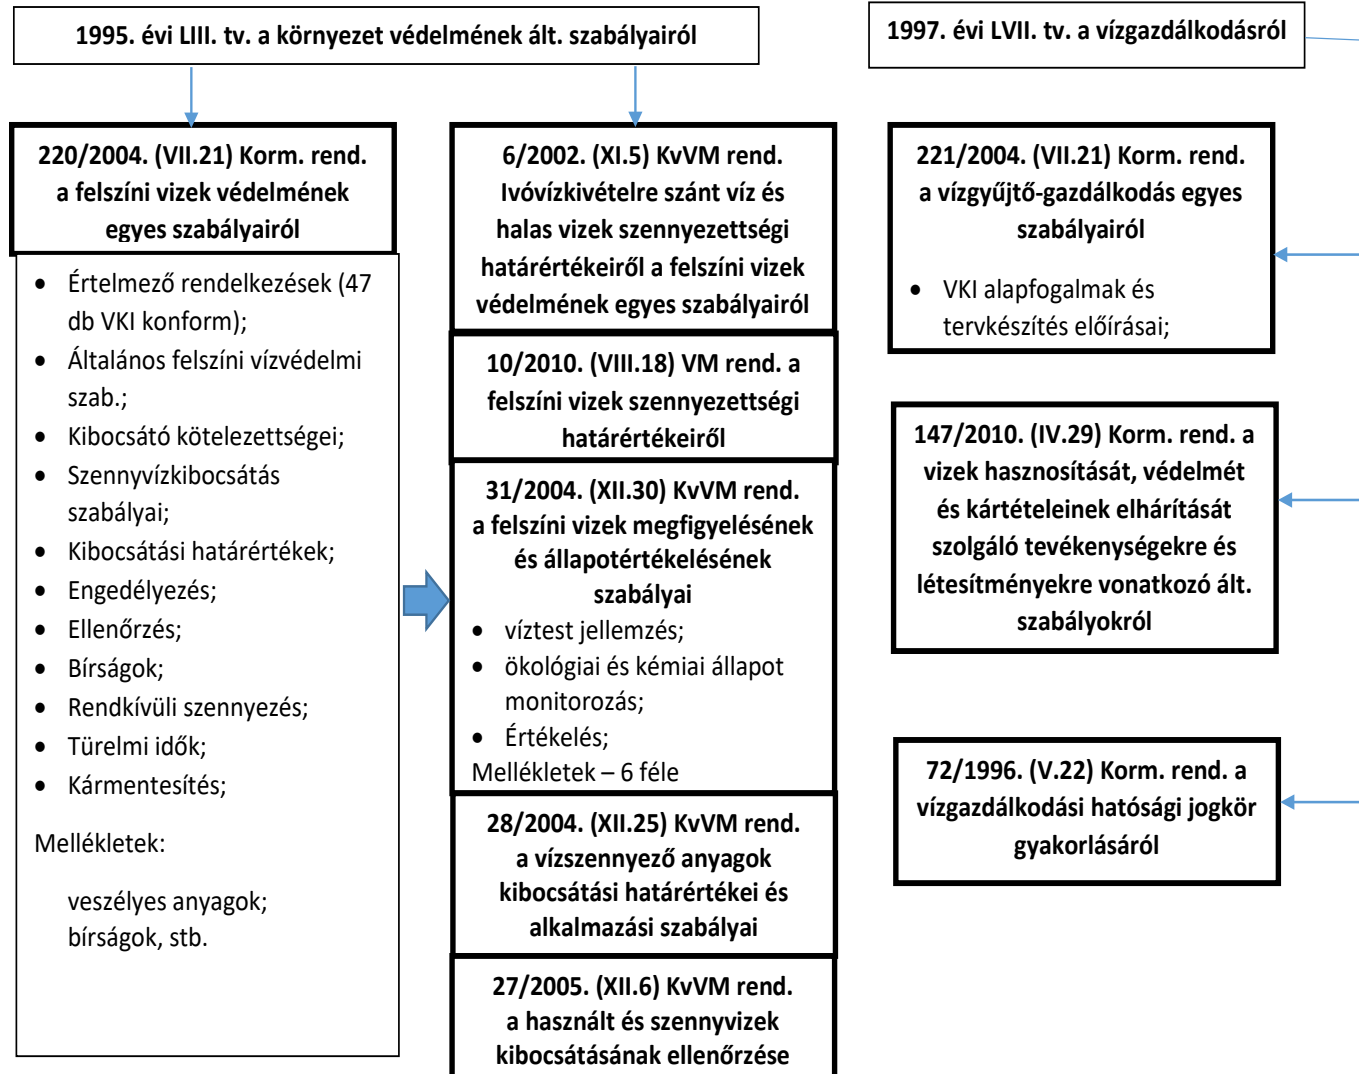 1995. évi LIII. tv. a környezet védelmének ált. szabályairól
1997. évi LVII. tv. a vízgazdálkodásról
220/2004. (VII.21) Korm. rend.
a felszíni vizek védelmének
egyes szabályairól
• Értelmező rendelkezések (47
db VKI konform);
• Általános felszíni vízvédelmi
szab.;
• Kibocsátó kötelezettségei;
• Szennyvízkibocsátás
szabályai;
• Kibocsátási határértékek;
• Engedélyezés;
• Ellenőrzés;
• Bírságok;
• Rendkívüli szennyezés;
• Türelmi idők;
• Kármentesítés;
Mellékletek:
veszélyes anyagok;
bírságok, stb.
6/2002. (XI.5) KvVM rend.
Ivóvízkivételre szánt víz és
halas vizek szennyezettségi
határértékeiről a felszíni vizek
védelmének egyes szabályairól
10/2010. (VIII.18) VM rend. a
felszíni vizek szennyezettségi
határértékeiről
31/2004. (XII.30) KvVM rend.
a felszíni vizek megfigyelésének
és állapotértékelésének
szabályai
• víztest jellemzés;
• ökológiai és kémiai állapot
monitorozás;
• Értékelés;
Mellékletek – 6 féle
28/2004. (XII.25) KvVM rend.
a vízszennyező anyagok
kibocsátási határértékei és
alkalmazási szabályai
27/2005. (XII.6) KvVM rend.
a használt és szennyvizek
kibocsátásának ellenőrzése
221/2004. (VII.21) Korm. rend.
a vízgyűjtő-gazdálkodás egyes
szabályairól
• VKI alapfogalmak és
tervkészítés előírásai;
147/2010. (IV.29) Korm. rend. a
vizek hasznosítását, védelmét
és kártételeinek elhárítását
szolgáló tevékenységekre és
létesítményekre vonatkozó ált.
szabályokról
72/1996. (V.22) Korm. rend. a
vízgazdálkodási hatósági jogkör
gyakorlásáról